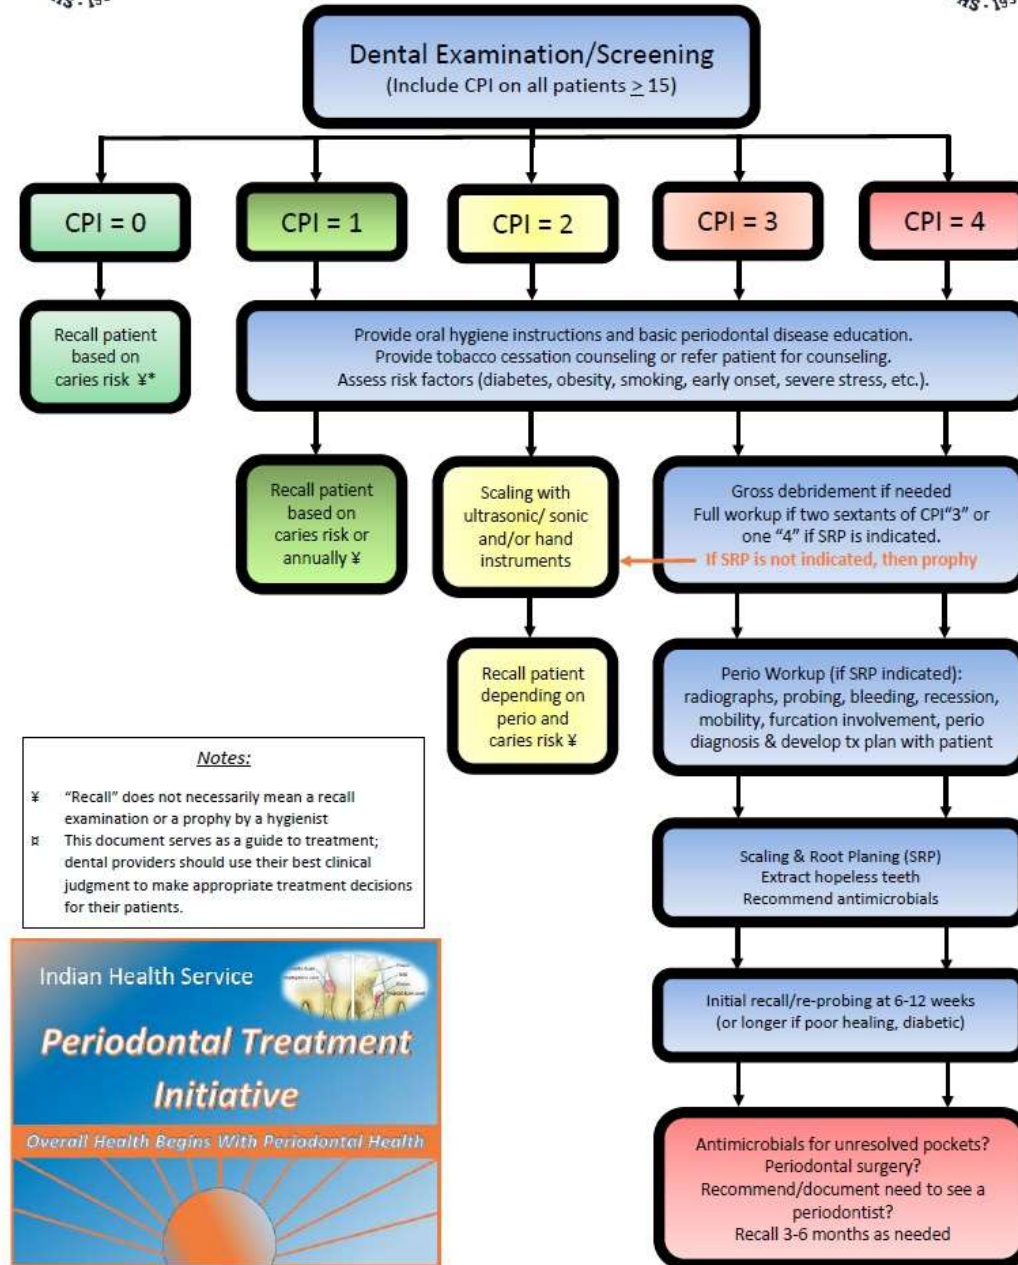 Dental Examination/Screening
(Include CPI on all patients ≥ 15)
CPI = 0
CPI = 1
CPI = 2
CPI = 3
CPI = 4
Recall patient
based on
caries risk ¥*
Provide oral hygiene instructions and basic periodontal disease education.
Provide tobacco cessation counseling or refer patient for counseling.
Assess risk factors (diabetes, obesity, smoking, early onset, severe stress, etc.).
Recall patient
based on
caries risk or
annually ¥
Scaling with
ultrasonic/ sonic
and/or hand
instruments
Gross debridement if needed
Full workup if two sextants of CPI"3" or
one "4" if SRP is indicated.
If SRP is not indicated, then prophy
Recall patient
depending on
perio and
caries risk ¥
Perio Workup (if SRP indicated):
radiographs, probing, bleeding, recession,
mobility, furcation involvement, perio
diagnosis & develop tx plan with patient
Notes:
¥ "Recall" does not necessarily mean a recall
examination or a prophy by a hygienist
¤ This document serves as a guide to treatment;
dental providers should use their best clinical
judgment to make appropriate treatment decisions
for their patients.
Scaling & Root Planing (SRP)
Extract hopeless teeth
Recommend antimicrobials
Initial recall/re-probing at 6-12 weeks
(or longer if poor healing, diabetic)
Antimicrobials for unresolved pockets?
Periodontal surgery?
Recommend/document need to see a
periodontist?
Recall 3-6 months as needed
Indian Health Service
Periodontal Treatment
Initiative
Overall Health Begins With Periodontal Health